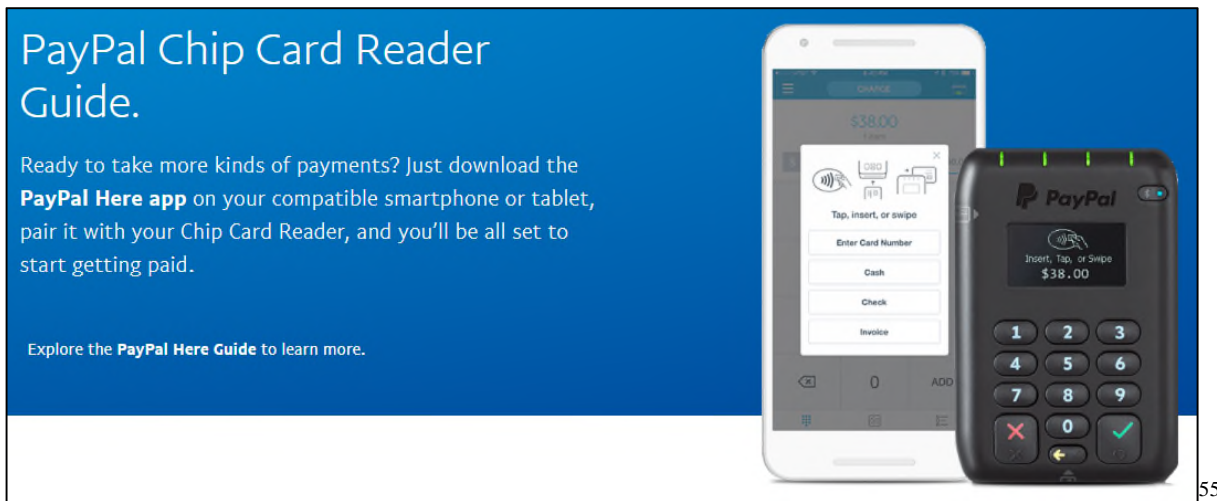 PayPal Chip Card Reader
Guide.
Ready to take more kinds of payments? Just download the
PayPal Here app on your compatible smartphone or tablet,
pair it with your Chip Card Reader, and you'll be all set to
start getting paid.
Explore the PayPal Here Guide to learn more.
CHARGE
$38.00
1 item
Tap, insert, or swipe
Enter Card Number
Cash
Check
Invoice
0 ADD
PayPal
Insert, Tap, or Swipe
$38.00
1 2 3
4 5 6
7 8 9
0
55